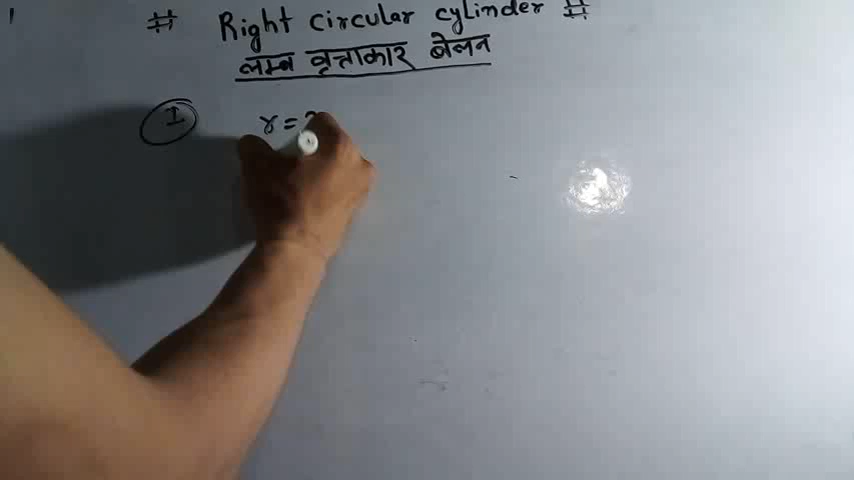 # Right circular cylinder #
लम्ब वृत्ताकार बेलन
I r =